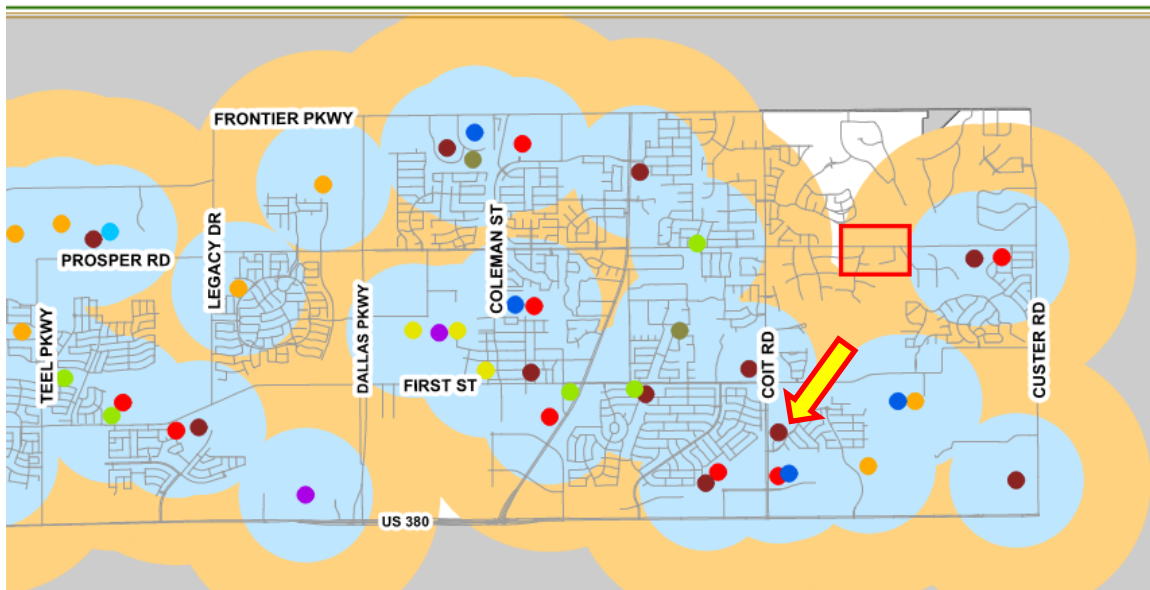 FRONTIER PKWY
PROSPER RD
LEGACY DR
COLEMAN ST
TEEL PKWY
DALLAS PKWY
FIRST ST
COIT RD
CUSTER RD
US 380